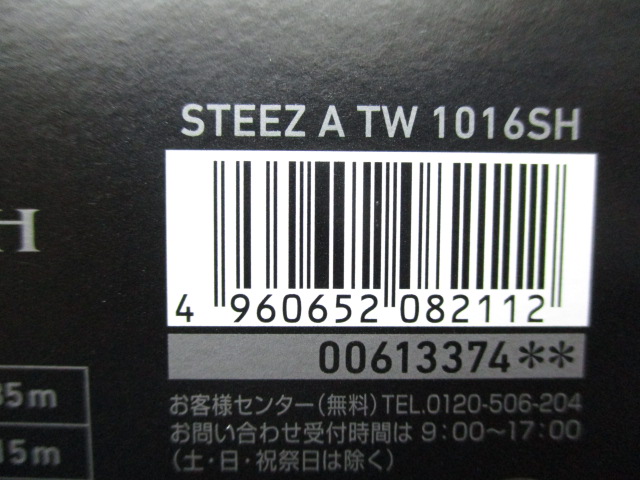 STEEZ A TW 1016SH
H
4 960652 082112
00613374**
35m
お客様センター(無料)TEL.0120-506-204
お問い合わせ受付時間は 9:00~17:00
45m
(土・日・祝祭日は除く)